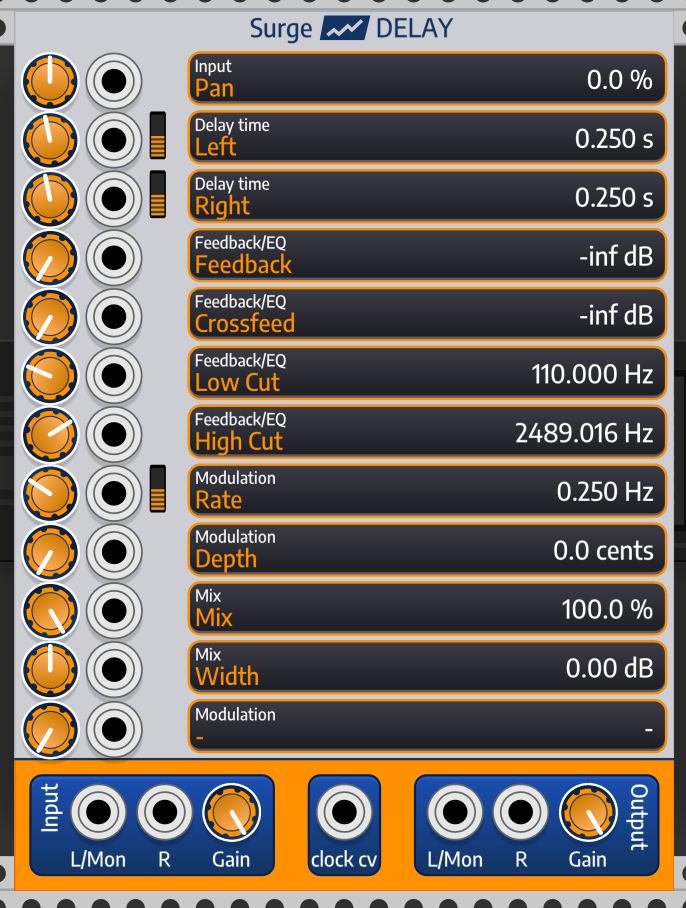 Surge DELAY
Input
Pan
0.0 %
Delay time
Left
0.250 s
Delay time
Right
0.250 s
Feedback/EQ
Feedback
-inf dB
Feedback/EQ
Crossfeed
-inf dB
Feedback/EQ
Low Cut
110.000 Hz
Feedback/EQ
High Cut
2489.016 Hz
Modulation
Rate
0.250 Hz
Modulation
Depth
0.0 cents
Mix
Mix
100.0 %
Mix
Width
0.00 dB
Modulation
-
-
Input
L/Mon R Gain
clock cv
L/Mon R Gain
Output